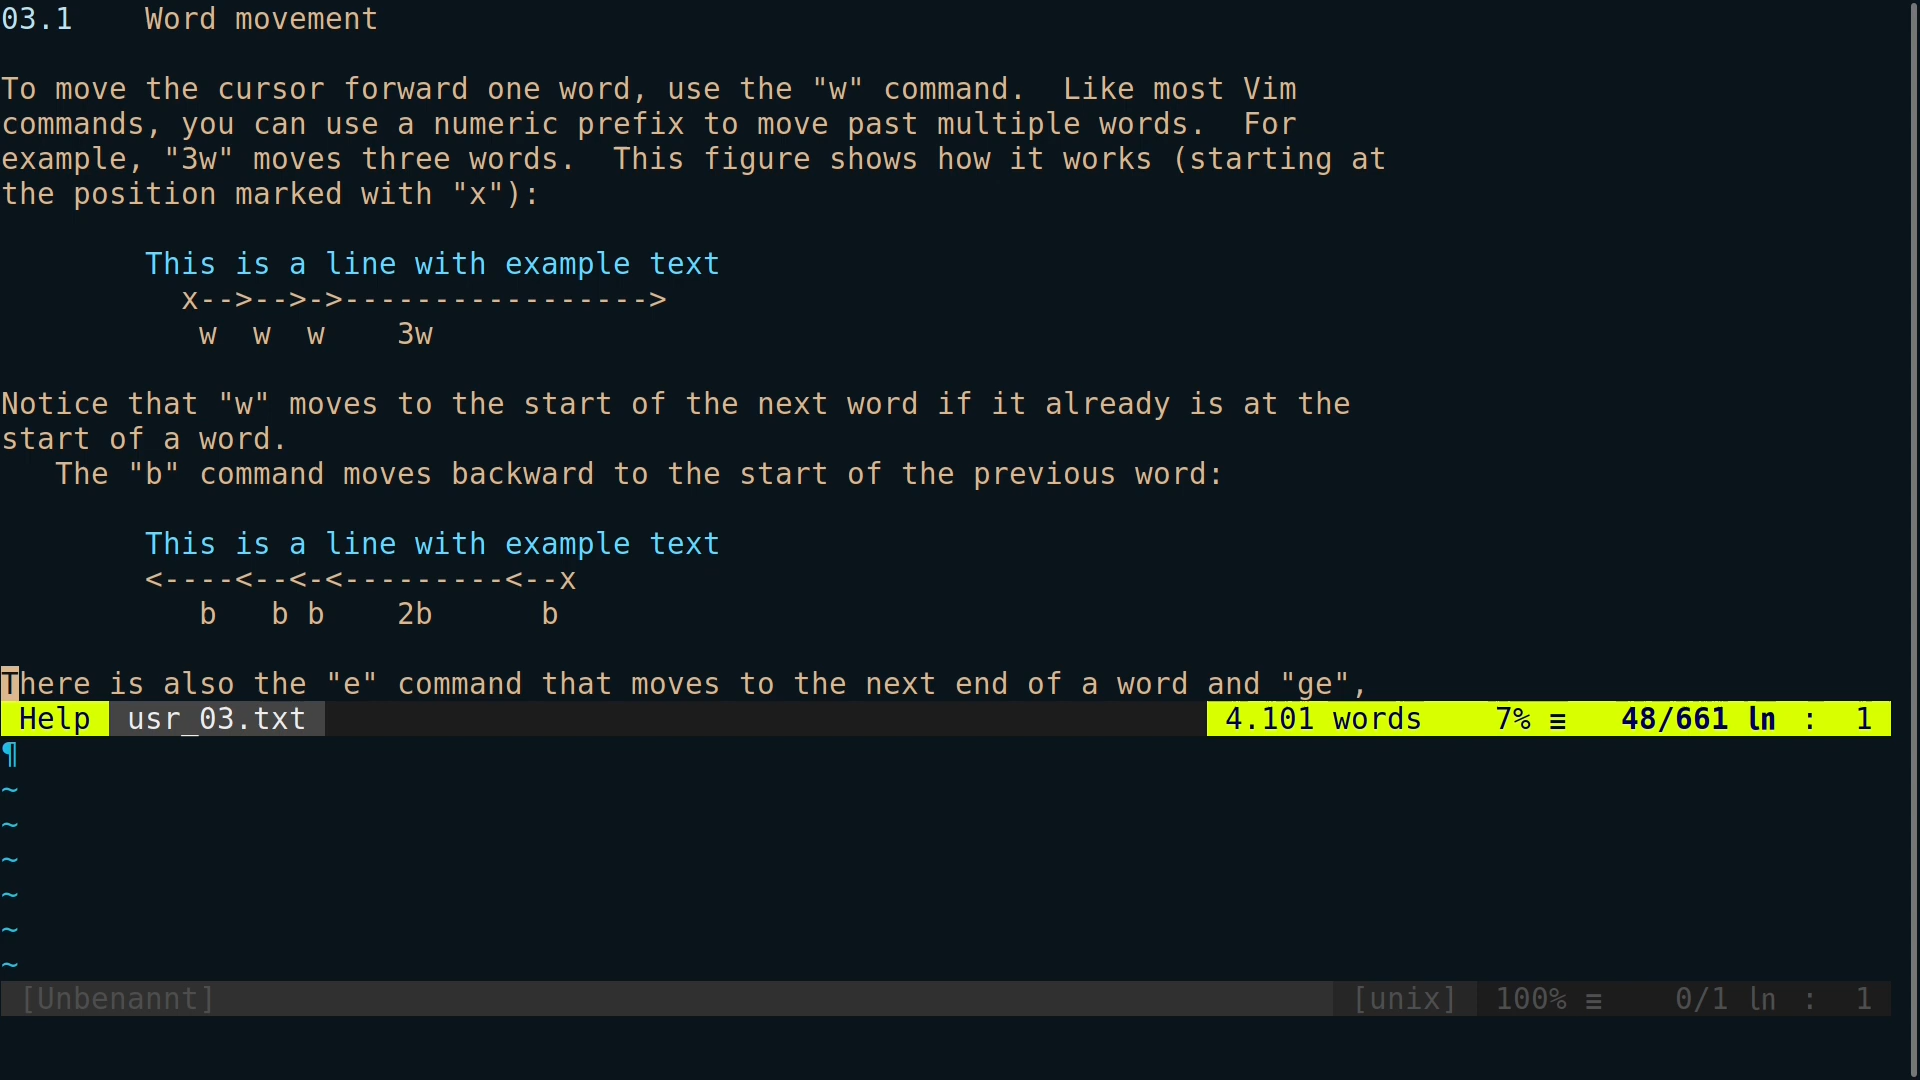 03.1    Word movement

To move the cursor forward one word, use the "w" command.  Like most Vim
commands, you can use a numeric prefix to move past multiple words.  For
example, "3w" moves three words.  This figure shows how it works (starting at
the position marked with "x"):

        This is a line with example text
          x-->-->->----------------->
           w  w  w    3w

Notice that "w" moves to the start of the next word if it already is at the
start of a word.
   The "b" command moves backward to the start of the previous word:

        This is a line with example text
        <----<--<-<---------<--x
           b   b b    2b      b

There is also the "e" command that moves to the next end of a word and "ge",
 Help  usr_03.txt  4.101 words    7% ≡   48/661 ln :  1
¶
~
~
~
~
~
~
 [Unbenannt]  [unix]  100% ≡    0/1 ln :  1